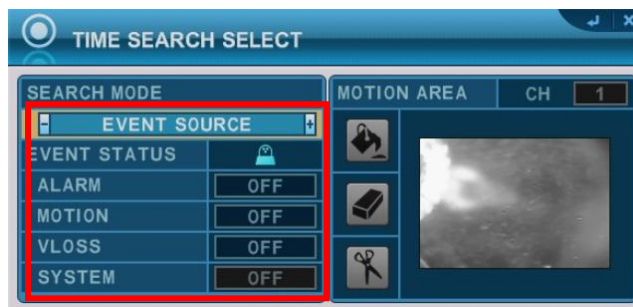 TIME SEARCH SELECT
SEARCH MODE
- EVENT SOURCE +
EVENT STATUS
ALARM OFF
MOTION OFF
VLOSS OFF
SYSTEM OFF
MOTION AREA CH 1